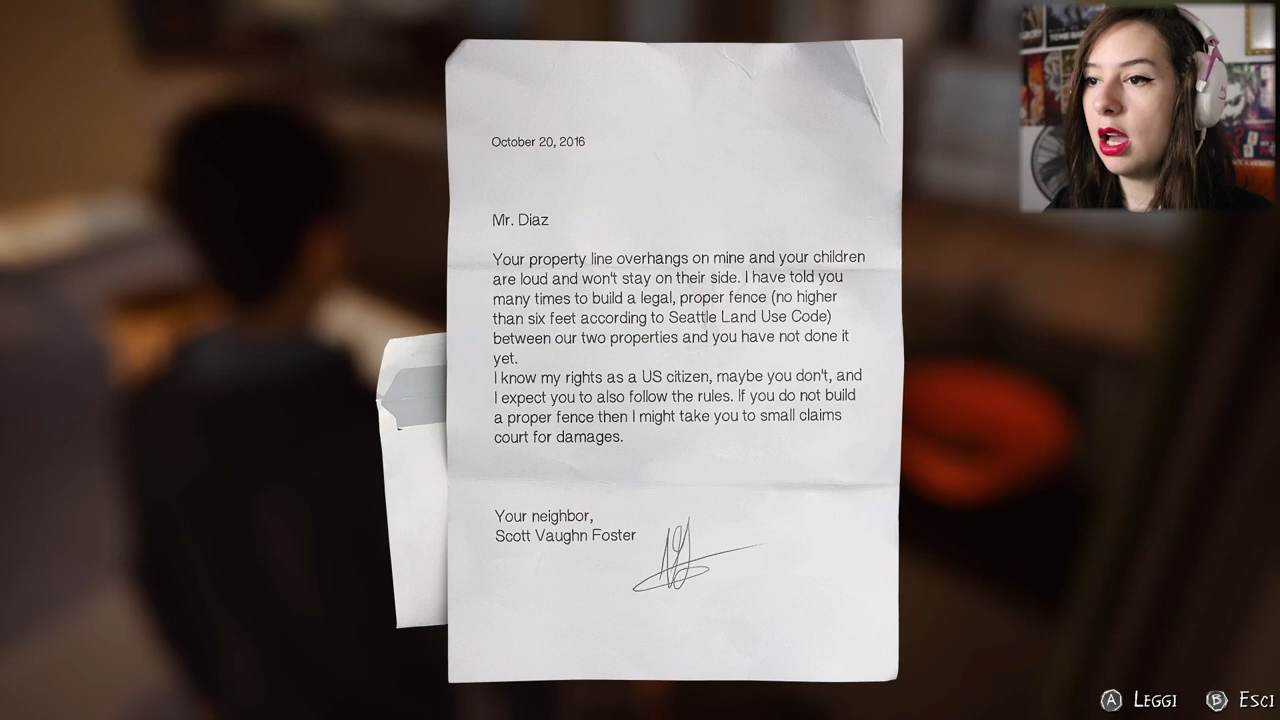 October 20, 2016
Mr. Diaz
Your property line overhangs on mine and your children
are loud and won't stay on their side. I have told you
many times to build a legal, proper fence (no higher
than six feet according to Seattle Land Use Code)
between our two properties and you have not done it
yet.
I know my rights as a US citizen, maybe you don't, and
I expect you to also follow the rules. If you do not build
a proper fence then I might take you to small claims
court for damages.
Your neighbor,
Scott Vaughn Foster
A LEGGI B ESCI